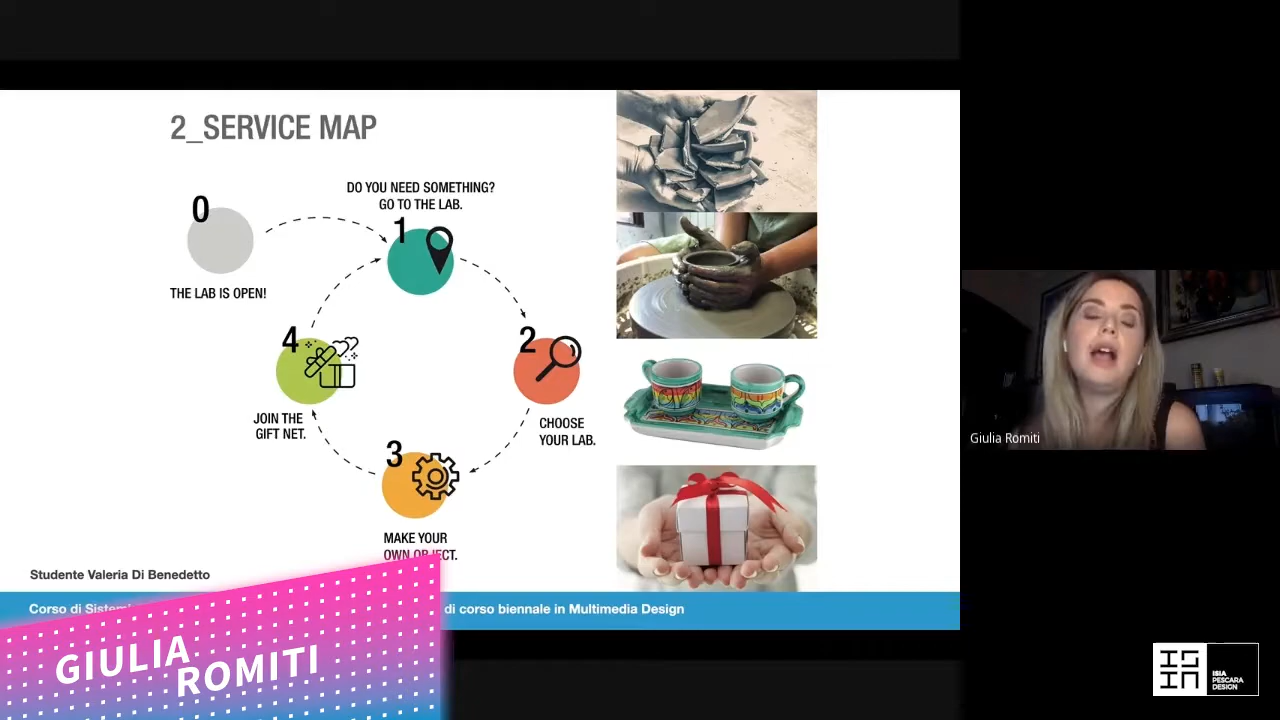 2_SERVICE MAP
0
THE LAB IS OPEN!
DO YOU NEED SOMETHING?
GO TO THE LAB.
1
2
CHOOSE
YOUR LAB.
3
MAKE YOUR
OWN OBJECT.
4
JOIN THE
GIFT NET.
Studente Valeria Di Benedetto
Corso di Sistemi
di corso biennale in Multimedia Design
GIULIA
ROMITI
Giulia Romiti
ISIA
PESCARA
DESIGN